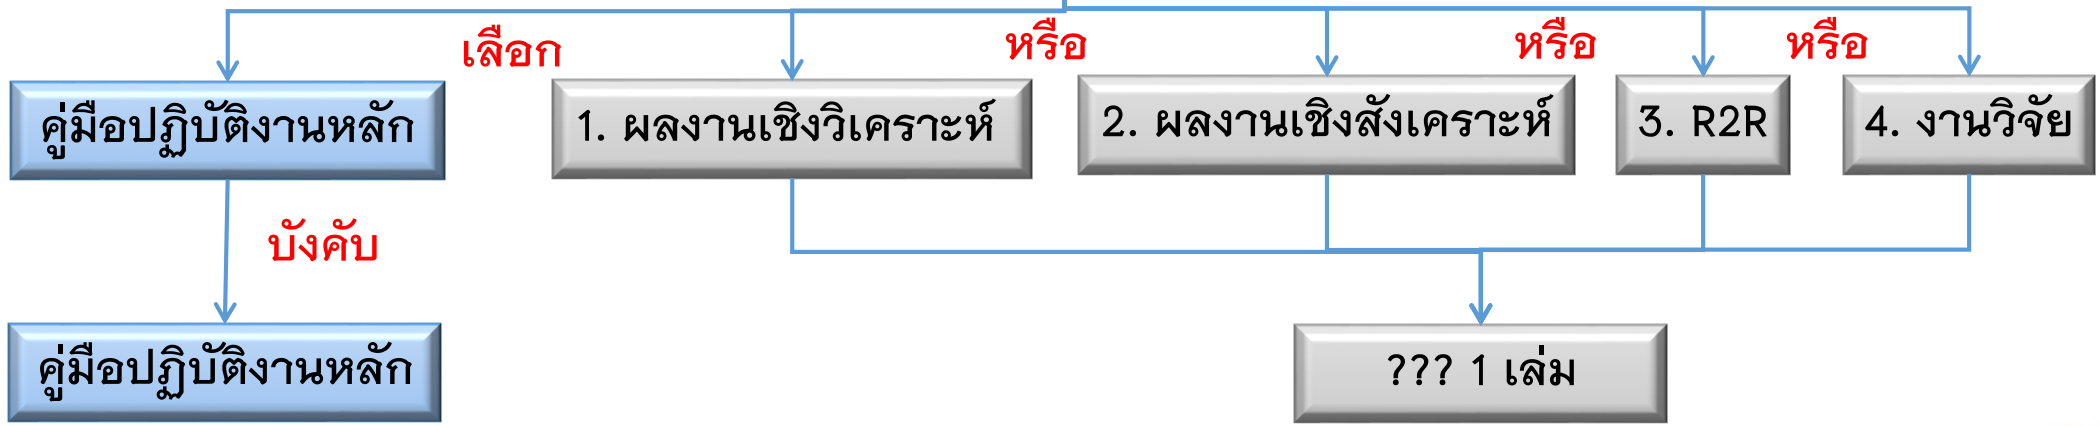 เลือก หรือ หรือ หรือ
คู่มือปฏิบัติงานหลัก 1. ผลงานเชิงวิเคราะห์ 2. ผลงานเชิงสังเคราะห์ 3. R2R 4. งานวิจัย
บังคับ
คู่มือปฏิบัติงานหลัก ??? 1 เล่ม